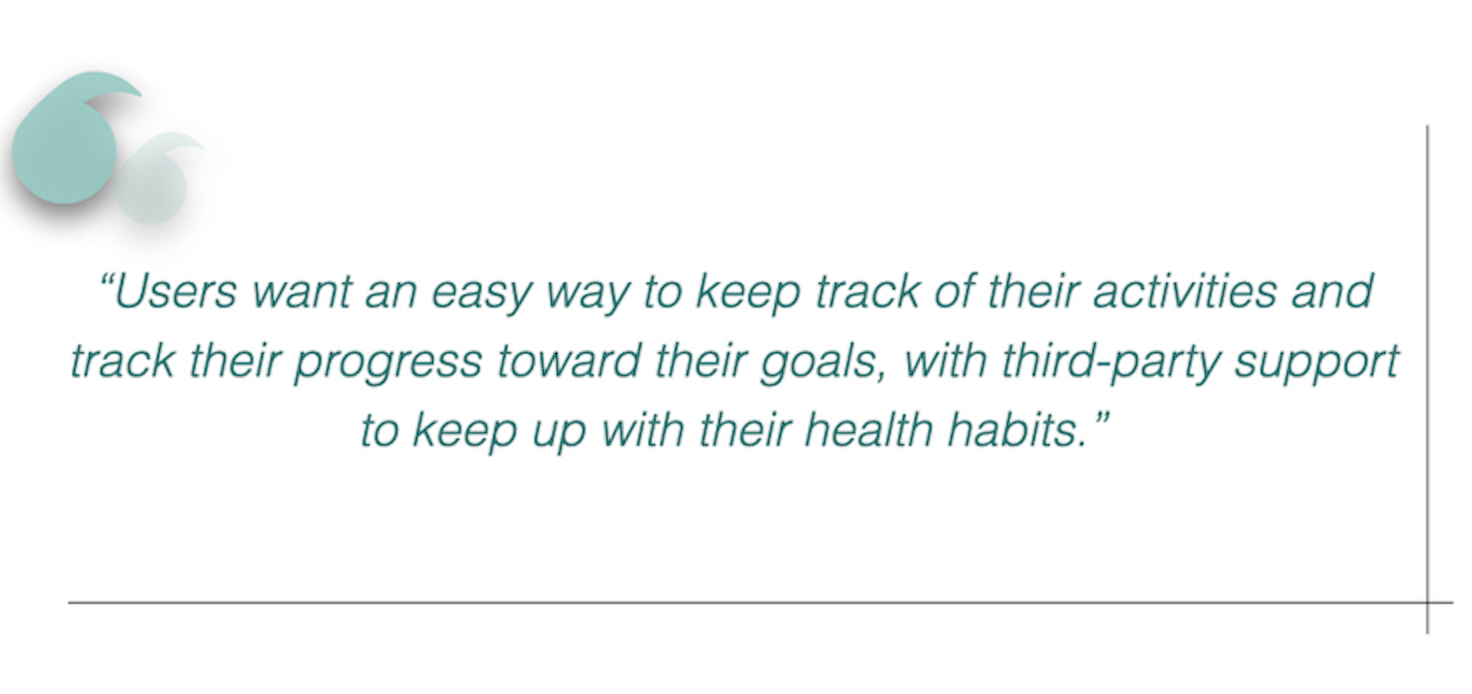 “Users want an easy way to keep track of their activities and
track their progress toward their goals, with third-party support
to keep up with their health habits.”